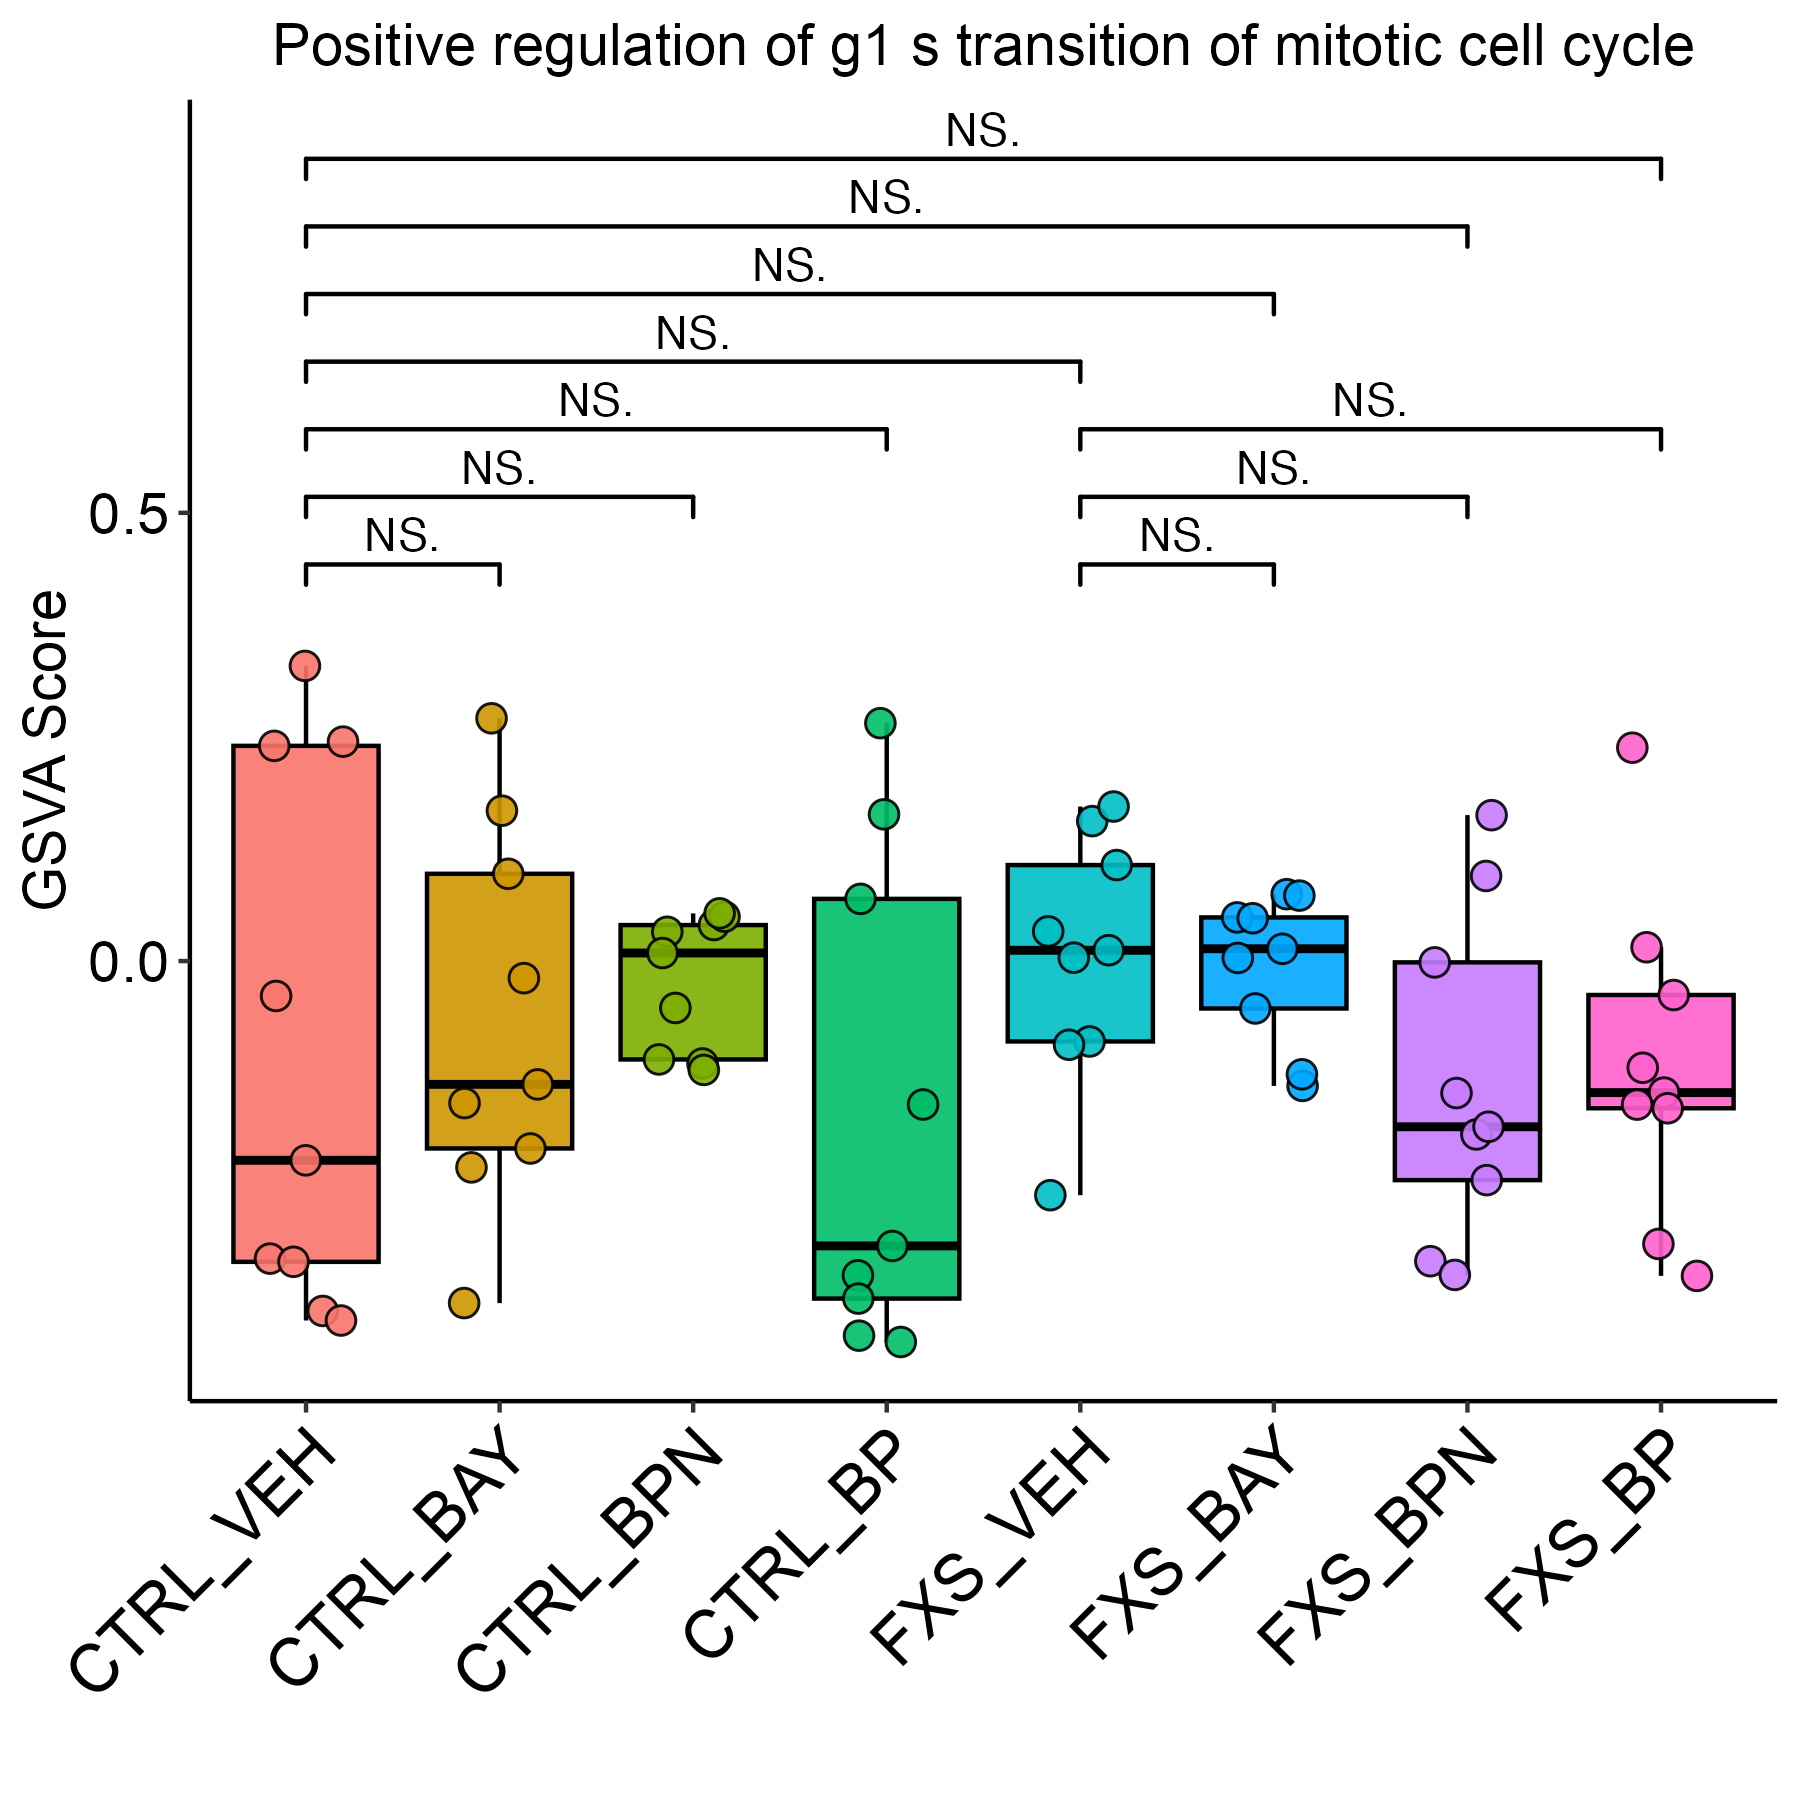 Positive regulation of g1 s transition of mitotic cell cycle
NS.
NS.
NS.
NS.
NS.
NS.
NS.
NS.
NS.
NS.
0.5
0.0
GSVA Score
CTRL_VEH
CTRL_BAY
CTRL_BPN
CTRL_BP
FXS_VEH
FXS_BAY
FXS_BPN
FXS_BP